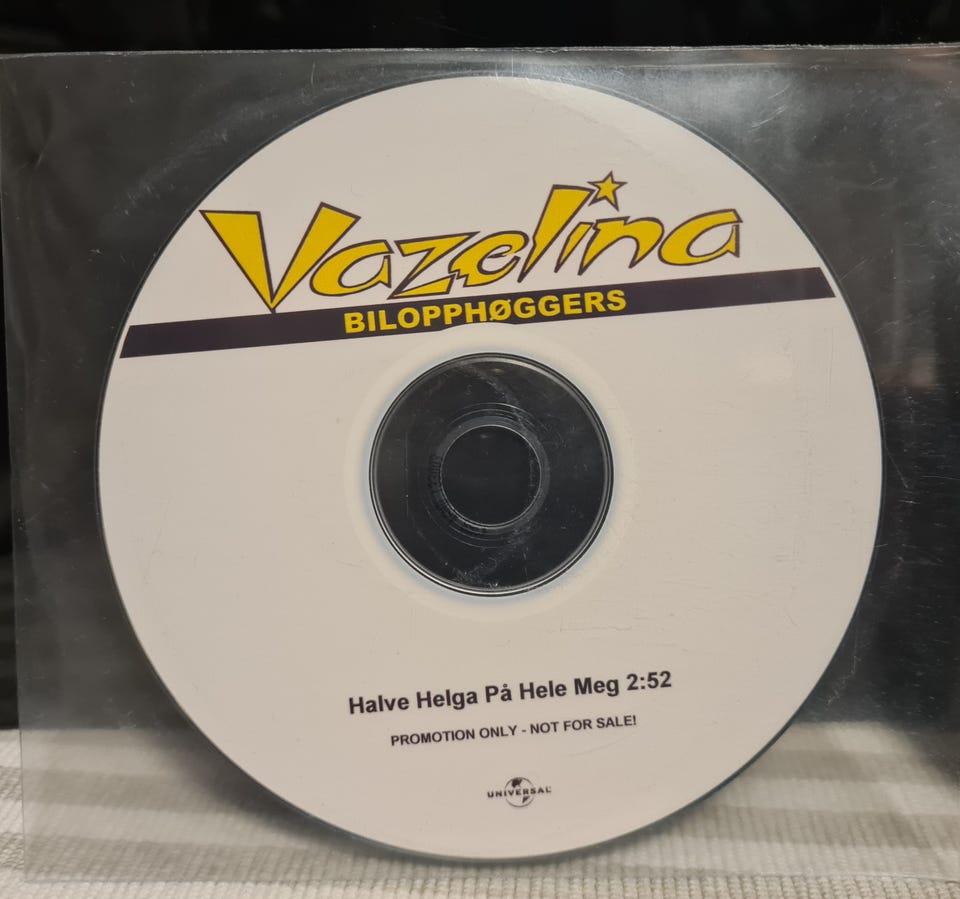 Vazelina
BILOPPHØGGERS
Halve Helga På Hele Meg 2:52
PROMOTION ONLY - NOT FOR SALE!
UNIVERSAL